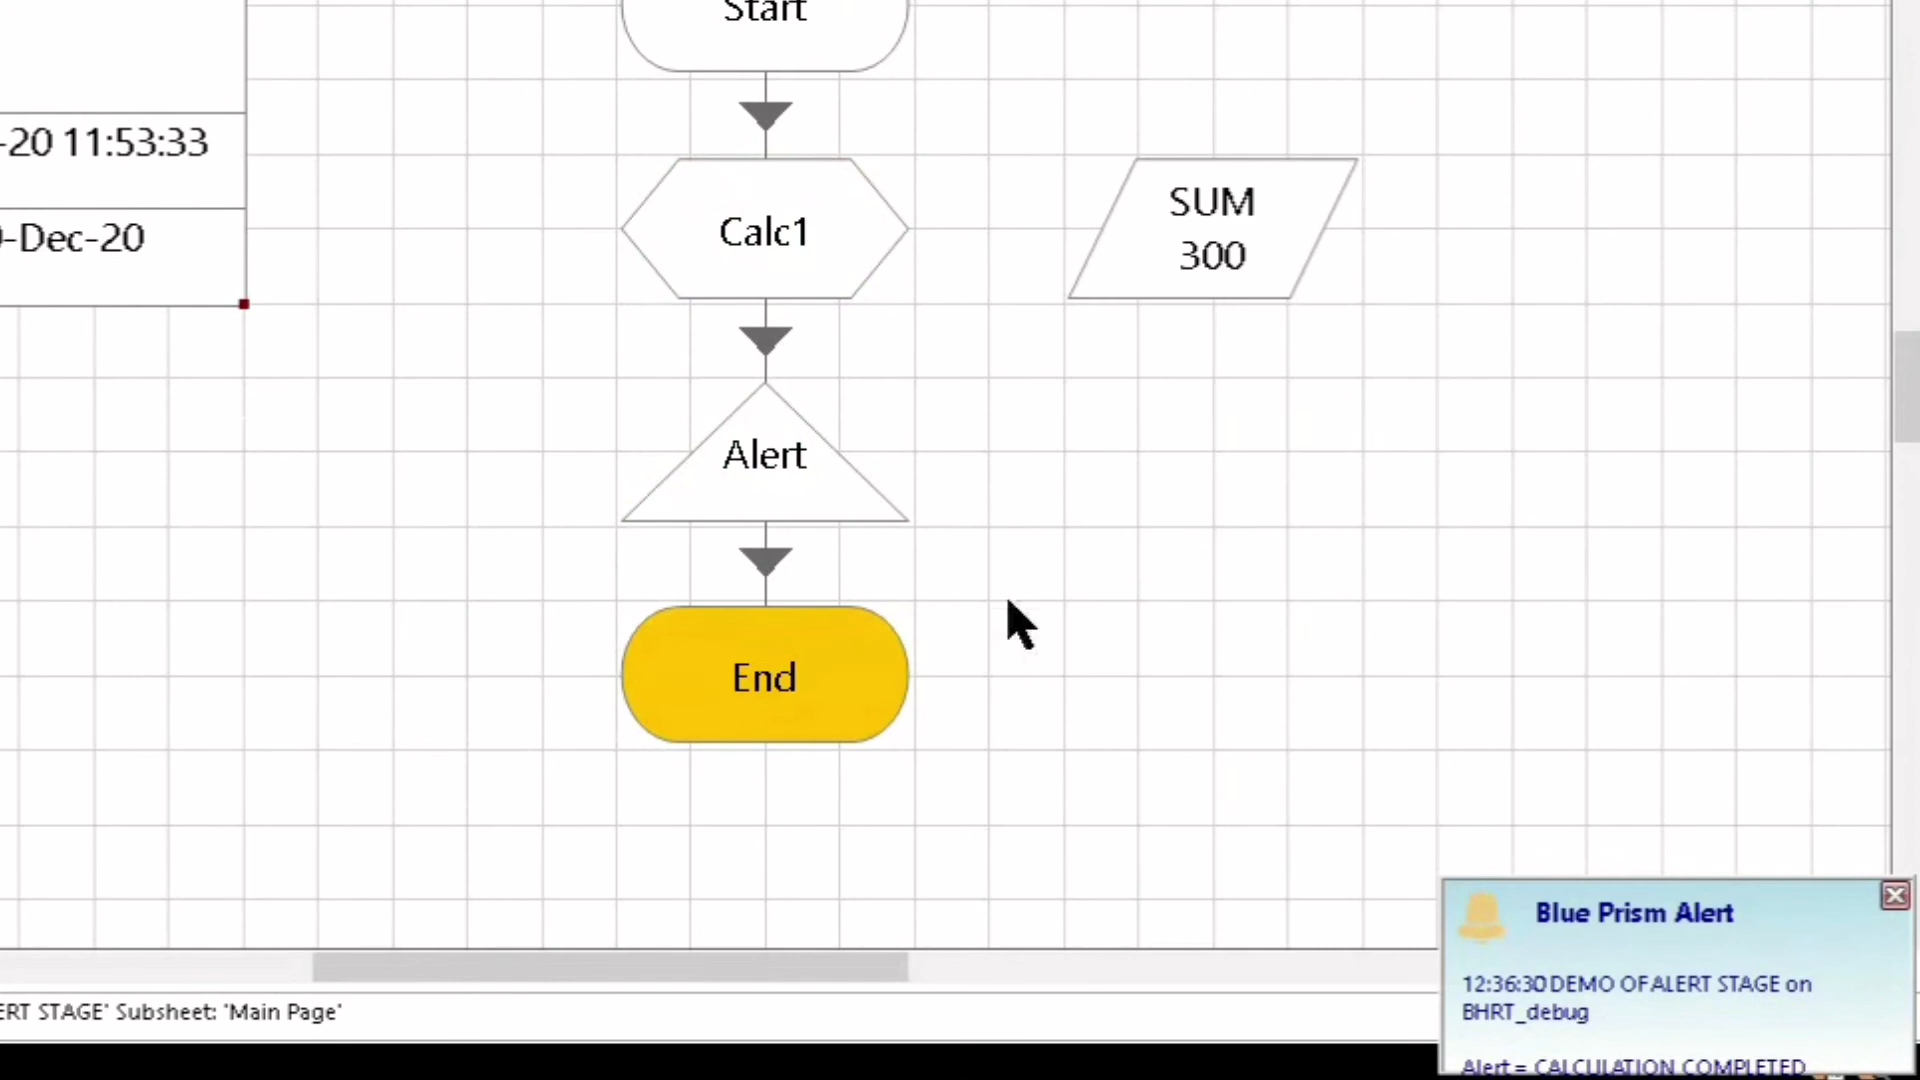 Start
-20 11:53:33
-Dec-20
Calc1
SUM
300
Alert
End
Blue Prism Alert
12:36:30 DEMO OF ALERT STAGE on
BHRT_debug
Alert = CALCULATION COMPLETED
ERT STAGE' Subsheet: 'Main Page'